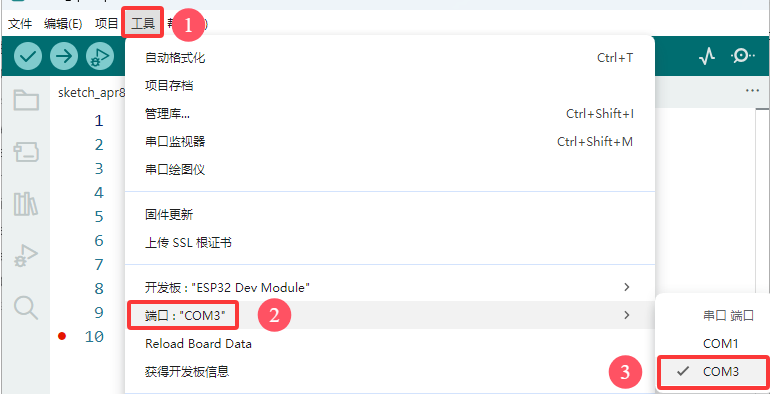 文件 编辑(E) 项目 工具 1
sketch_apr8
自动格式化 Ctrl+T
项目存档
管理库... Ctrl+Shift+I
串口监视器 Ctrl+Shift+M
串口绘图仪
固件更新
上传 SSL 根证书
开发板 : "ESP32 Dev Module"
端口 : "COM3" 2
Reload Board Data
获得开发板信息
串口 端口
COM1
3 COM3
1
2
3
4
5
6
7
8
9
10